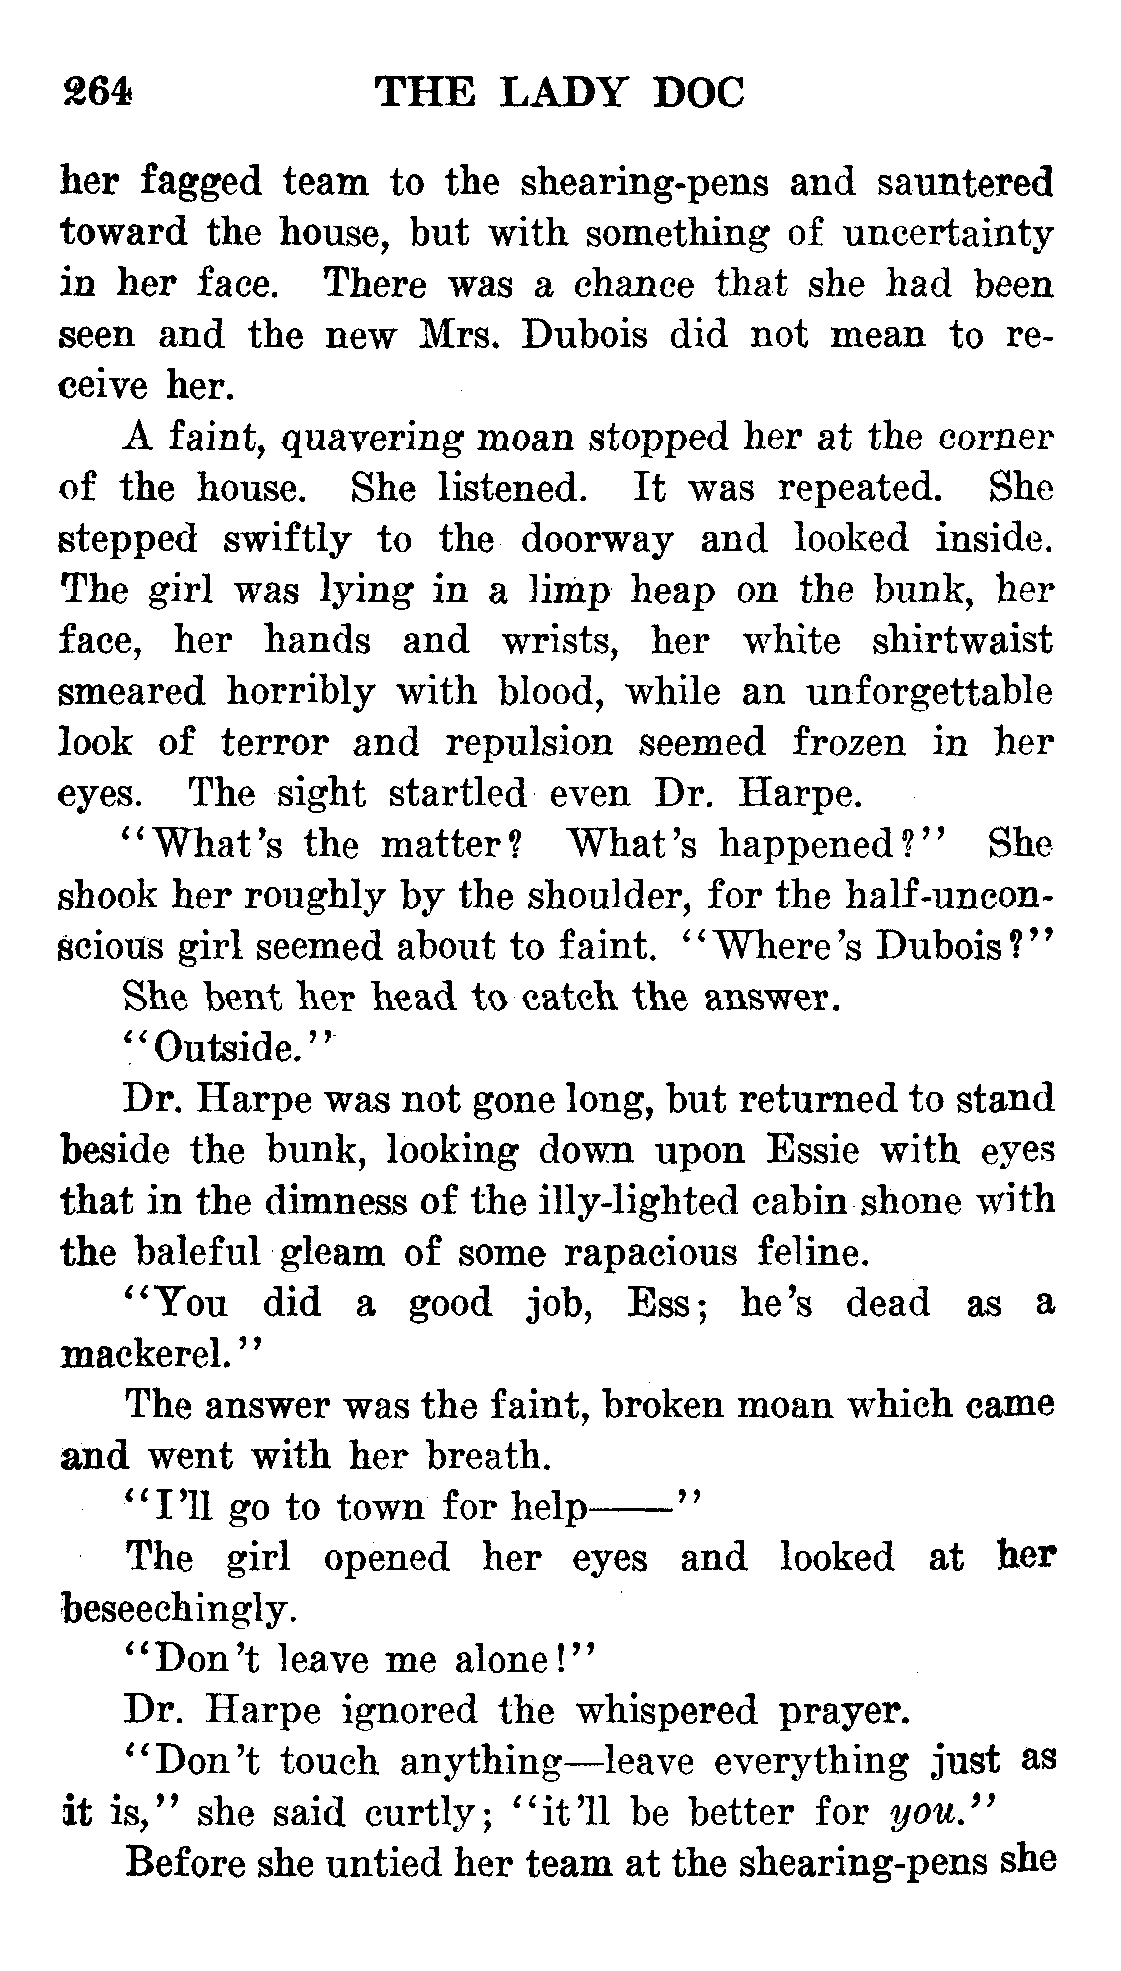 264 THE LADY DOC
her fagged team to the shearing-pens and sauntered
toward the house, but with something of uncertainty
in her face. There was a chance that she had been
seen and the new Mrs. Dubois did not mean to re-
ceive her.
A faint, quavering moan stopped her at the corner
of the house. She listened. It was repeated. She
stepped swiftly to the doorway and looked inside.
The girl was lying in a limp heap on the bunk, her
face, her hands and wrists, her white shirtwaist
smeared horribly with blood, while an unforgettable
look of terror and repulsion seemed frozen in her
eyes. The sight startled even Dr. Harpe.
"What's the matter? What's happened?" She
shook her roughly by the shoulder, for the half-uncon-
scious girl seemed about to faint. "Where's Dubois?"
She bent her head to catch the answer.
"Outside."
Dr. Harpe was not gone long, but returned to stand
beside the bunk, looking down upon Essie with eyes
that in the dimness of the illy-lighted cabin shone with
the baleful gleam of some rapacious feline.
"You did a good job, Ess; he's dead as a
mackerel."
The answer was the faint, broken moan which came
and went with her breath.
"I'll go to town for help——"
The girl opened her eyes and looked at her
beseechingly.
"Don't leave me alone!"
Dr. Harpe ignored the whispered prayer.
"Don't touch anything—leave everything just as
it is," she said curtly; "it'll be better for you."
Before she untied her team at the shearing-pens she